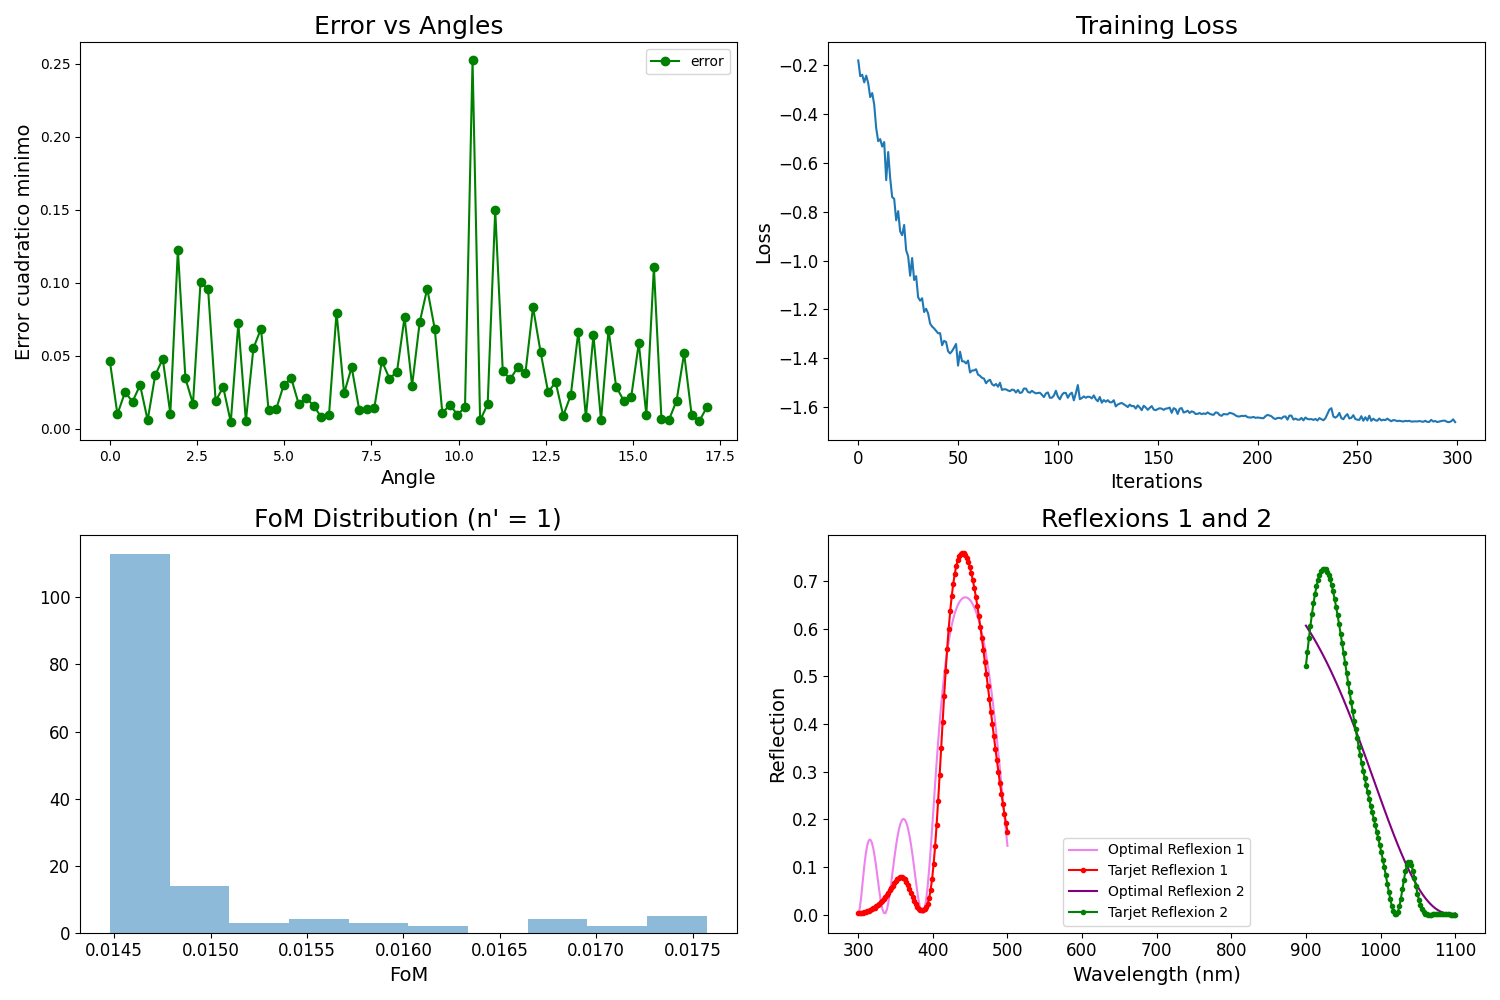 Error vs Angles
error
Error cuadratico minimo
0.25
0.20
0.15
0.10
0.05
0.00
0.0 2.5 5.0 7.5 10.0 12.5 15.0 17.5
Angle
Training Loss
Loss
−0.2
−0.4
−0.6
−0.8
−1.0
−1.2
−1.4
−1.6
0 50 100 150 200 250 300
Iterations
FoM Distribution (n' = 1)
100
80
60
40
20
0
0.0145 0.0150 0.0155 0.0160 0.0165 0.0170 0.0175
FoM
Reflexions 1 and 2
Reflection
0.7
0.6
0.5
0.4
0.3
0.2
0.1
0.0
Optimal Reflexion 1
Tarjet Reflexion 1
Optimal Reflexion 2
Tarjet Reflexion 2
300 400 500 600 700 800 900 1000 1100
Wavelength (nm)